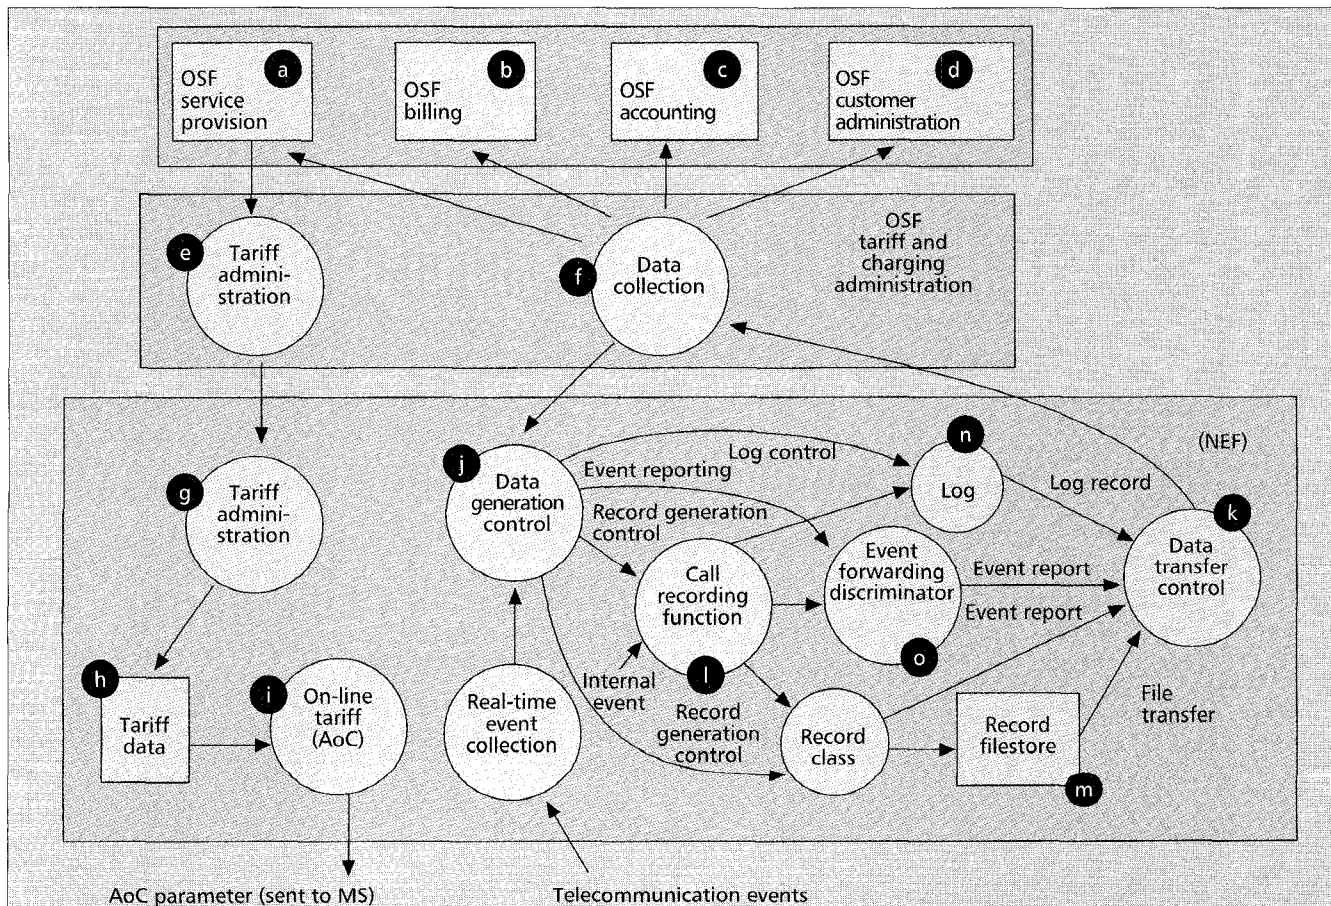 a
OSF
service
provision
b
OSF
billing
c
OSF
accounting
d
OSF
customer
administration
e
Tariff
admini-
stration
f
Data
collection
OSF
tariff and
charging
administration
g
Tariff
admini-
stration
j
Data
generation
control
Log control
Event reporting
Record generation
control
n
Log
(NEF)
Log record
k
Data
transfer
control
Call
recording
function
l
Event
forwarding
discriminator
o
Event report
Event report
h
Tariff
data
i
On-line
tariff
(AoC)
Real-time
event
collection
Internal
event
Record
generation
control
Record
class
Record
filestore
m
File
transfer
AoC parameter (sent to MS)
Telecommunication events